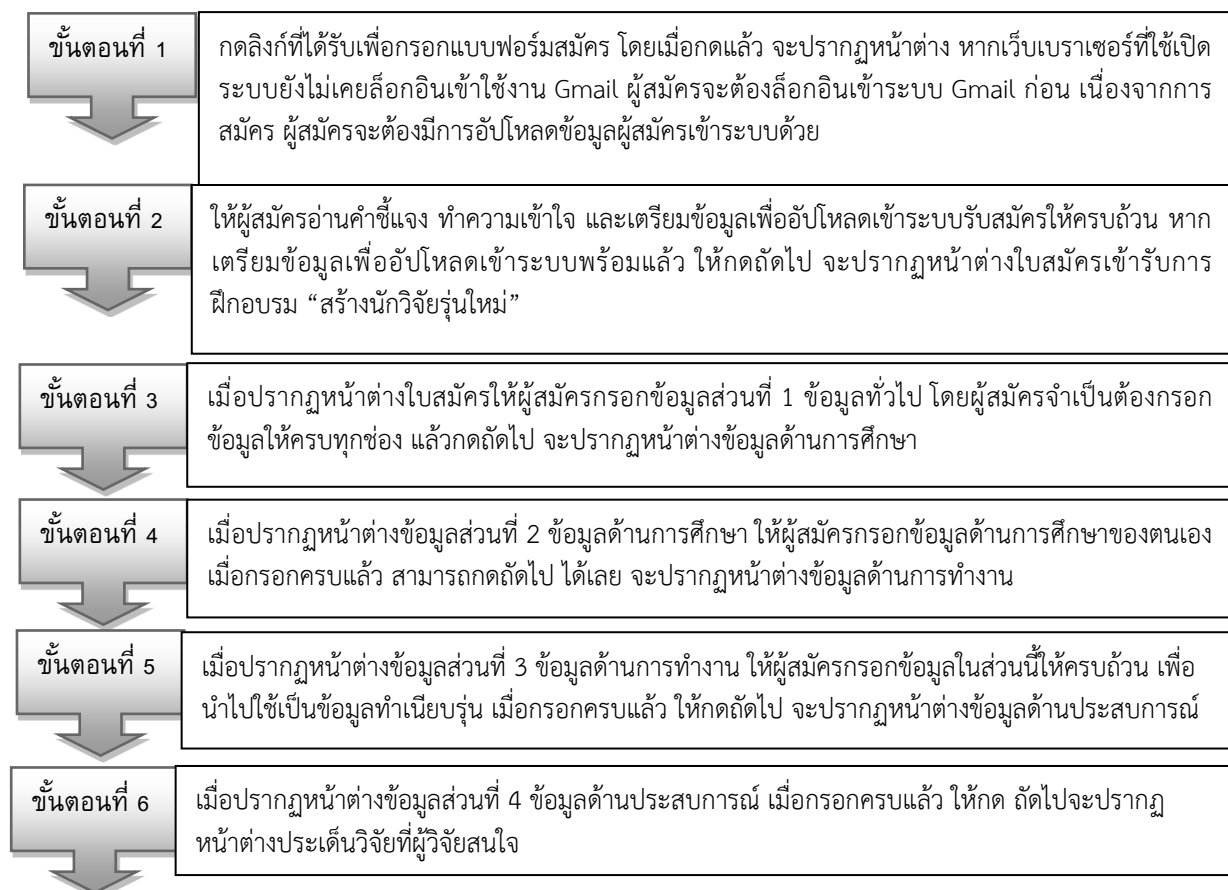 ขั้นตอนที่ 1
กดลิงก์ที่ได้รับเพื่อกรอกแบบฟอร์มสมัคร โดยเมื่อกดแล้ว จะปรากฏหน้าต่าง หากเว็บเบราเซอร์ที่ใช้เปิด
ระบบยังไม่เคยล็อกอินเข้าใช้งาน Gmail ผู้สมัครจะต้องล็อกอินเข้าระบบ Gmail ก่อน เนื่องจากการ
สมัคร ผู้สมัครจะต้องมีการอัปโหลดข้อมูลผู้สมัครเข้าระบบด้วย
ขั้นตอนที่ 2
ให้ผู้สมัครอ่านคำชี้แจง ทำความเข้าใจ และเตรียมข้อมูลเพื่ออัปโหลดเข้าระบบรับสมัครให้ครบถ้วน หาก
เตรียมข้อมูลเพื่ออัปโหลดเข้าระบบพร้อมแล้ว ให้กดถัดไป จะปรากฏหน้าต่างใบสมัครเข้ารับการ
ฝึกอบรม “สร้างนักวิจัยรุ่นใหม่”
ขั้นตอนที่ 3
เมื่อปรากฏหน้าต่างใบสมัครให้ผู้สมัครกรอกข้อมูลส่วนที่ 1 ข้อมูลทั่วไป โดยผู้สมัครจำเป็นต้องกรอก
ข้อมูลให้ครบทุกช่อง แล้วกดถัดไป จะปรากฏหน้าต่างข้อมูลด้านการศึกษา
ขั้นตอนที่ 4
เมื่อปรากฏหน้าต่างข้อมูลส่วนที่ 2 ข้อมูลด้านการศึกษา ให้ผู้สมัครกรอกข้อมูลด้านการศึกษาของตนเอง
เมื่อกรอกครบแล้ว สามารถกดถัดไป ได้เลย จะปรากฏหน้าต่างข้อมูลด้านการทำงาน
ขั้นตอนที่ 5
เมื่อปรากฏหน้าต่างข้อมูลส่วนที่ 3 ข้อมูลด้านการทำงาน ให้ผู้สมัครกรอกข้อมูลในส่วนนี้ให้ครบถ้วน เพื่อ
นำไปใช้เป็นข้อมูลทำเนียบรุ่น เมื่อกรอกครบแล้ว ให้กดถัดไป จะปรากฏหน้าต่างข้อมูลด้านประสบการณ์
ขั้นตอนที่ 6
เมื่อปรากฏหน้าต่างข้อมูลส่วนที่ 4 ข้อมูลด้านประสบการณ์ เมื่อกรอกครบแล้ว ให้กด ถัดไปจะปรากฏ
หน้าต่างประเด็นวิจัยที่ผู้วิจัยสนใจ